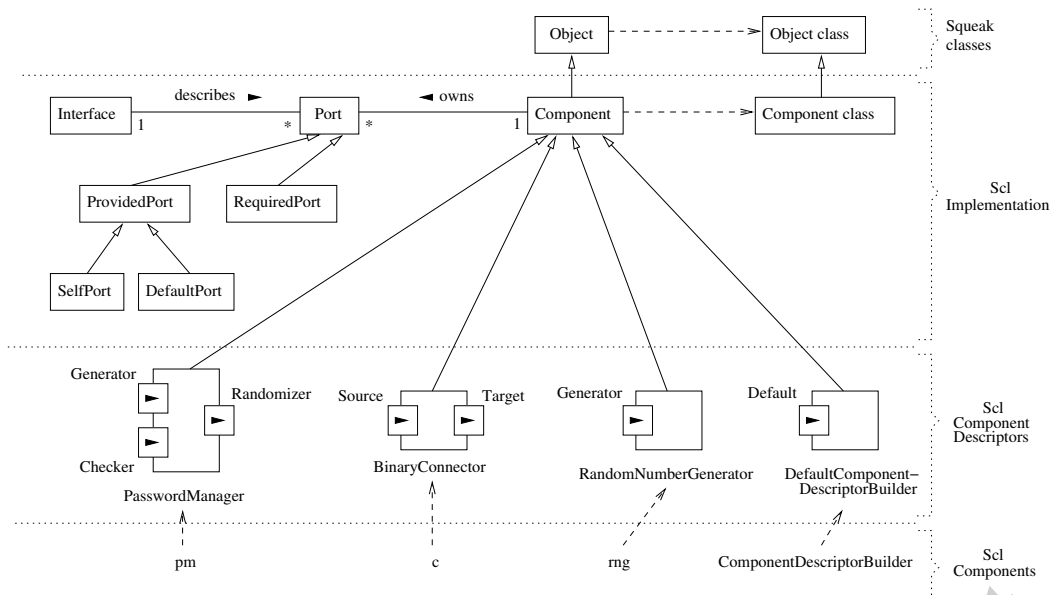 Object
Object class
Squeak
classes
describes
owns
Interface
Port
Component
Component class
1
*
*
1
ProvidedPort
RequiredPort
Scl
Implementation
SelfPort
DefaultPort
Generator
Randomizer
Checker
PasswordManager
Source
Target
BinaryConnector
Generator
RandomNumberGenerator
Default
DefaultComponent–
DescriptorBuilder
Scl
Component
Descriptors
pm
c
rng
ComponentDescriptorBuilder
Scl
Components